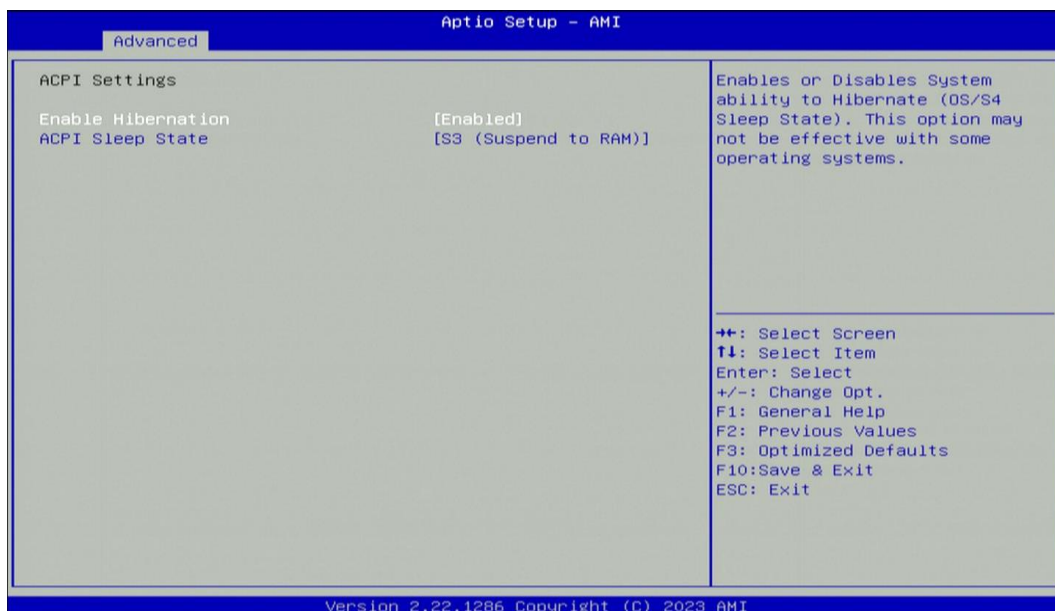 Aptio Setup – AMI
Advanced
ACPI Settings
Enable Hibernation [Enabled]
ACPI Sleep State [S3 (Suspend to RAM)]
Enables or Disables System
ability to Hibernate (OS/S4
Sleep State). This option may
not be effective with some
operating systems.
→←: Select Screen
↑↓: Select Item
Enter: Select
+/-: Change Opt.
F1: General Help
F2: Previous Values
F3: Optimized Defaults
F10:Save & Exit
ESC: Exit
Version 2.22.1286 Copyright (C) 2023 AMI